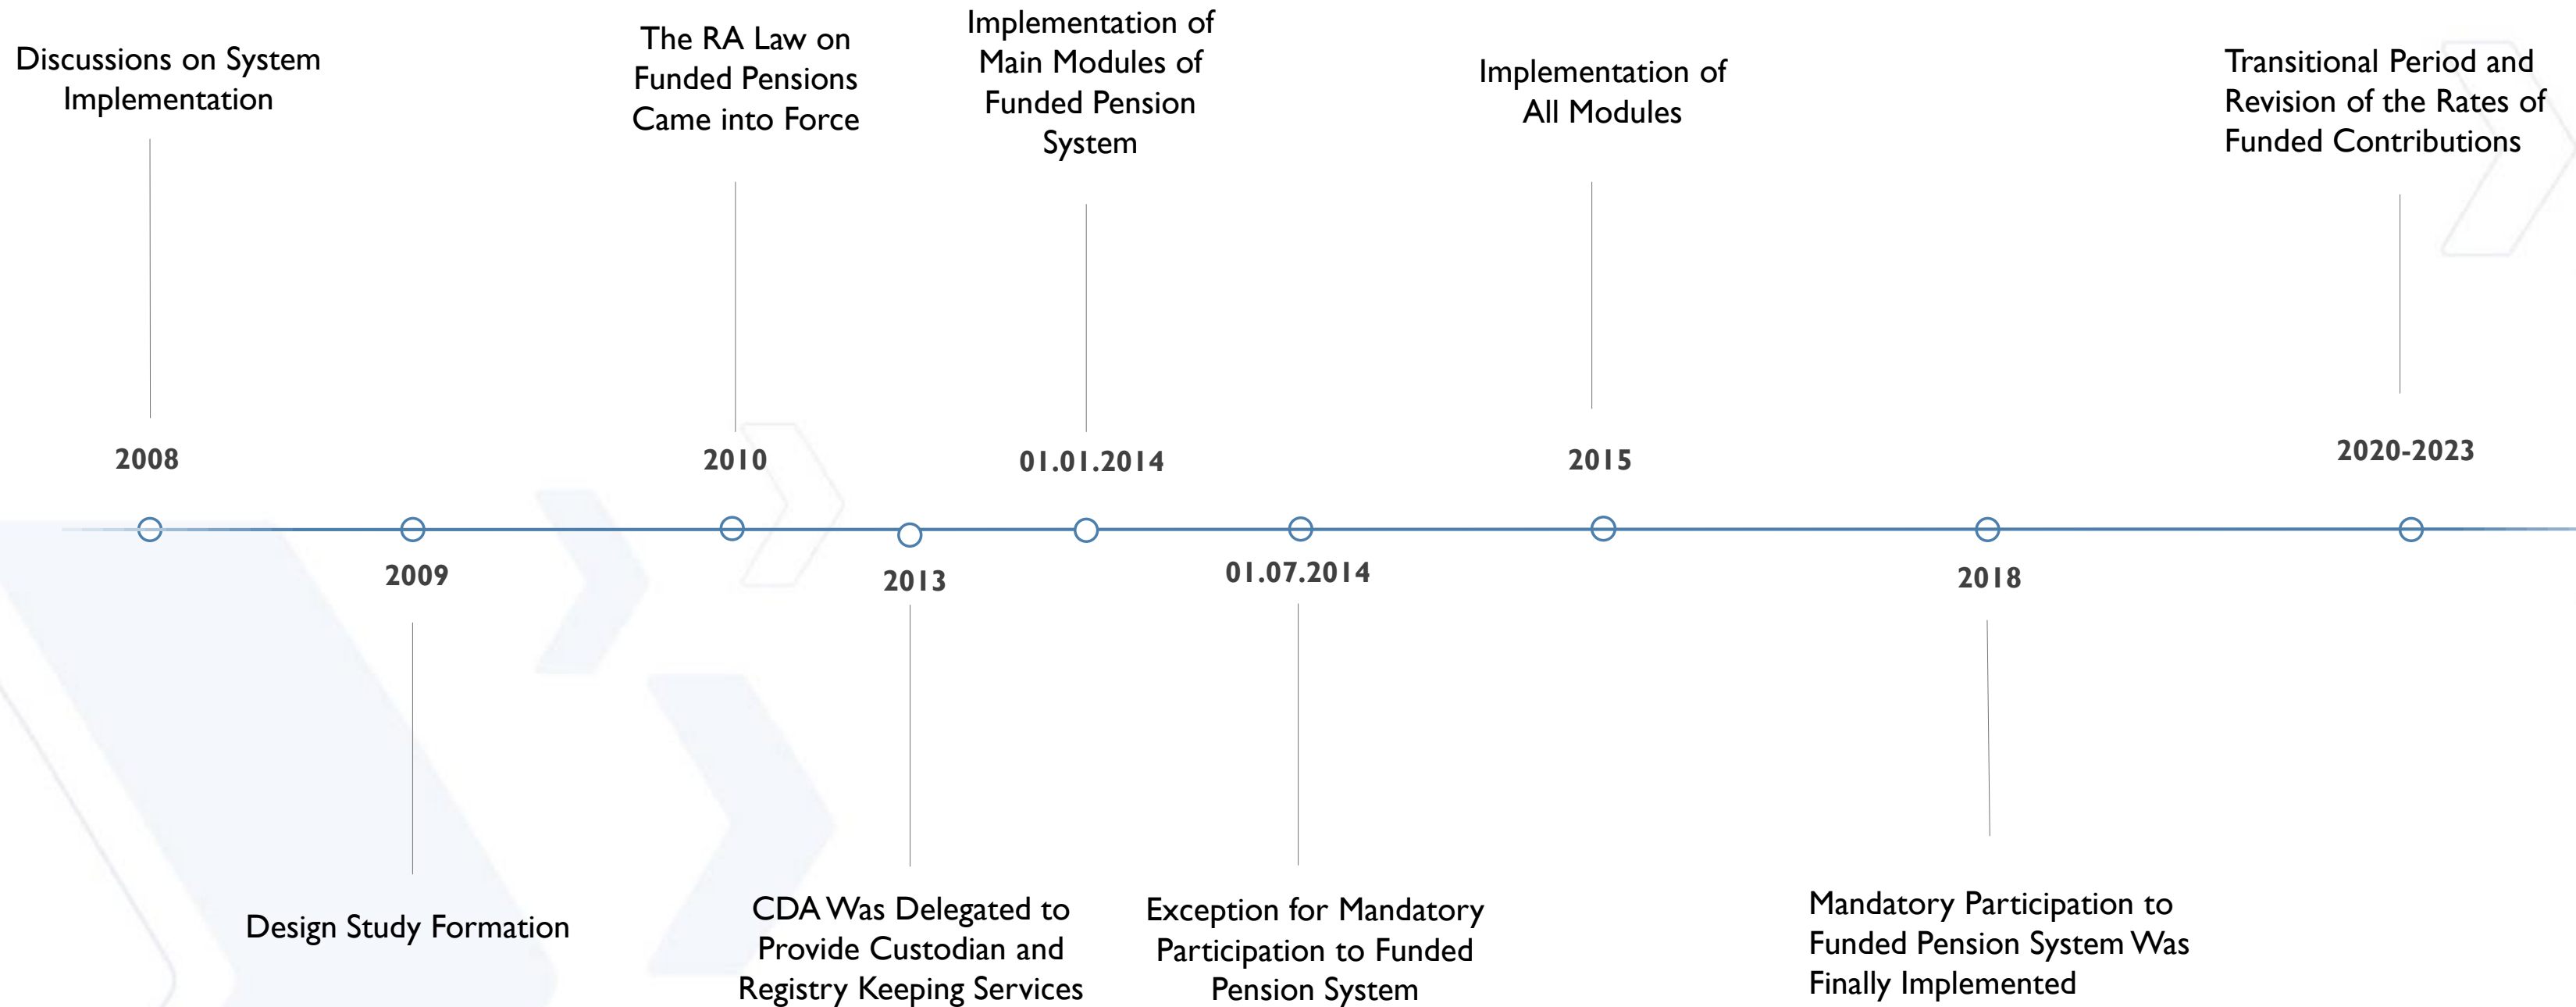 Discussions on System
Implementation
2008
2009
Design Study Formation
The RA Law on
Funded Pensions
Came into Force
2010
2013
CDA Was Delegated to
Provide Custodian and
Registry Keeping Services
Implementation of
Main Modules of
Funded Pension
System
01.01.2014
01.07.2014
Exception for Mandatory
Participation to Funded
Pension System
Implementation of
All Modules
2015
2018
Mandatory Participation to
Funded Pension System Was
Finally Implemented
Transitional Period and
Revision of the Rates of
Funded Contributions
2020-2023